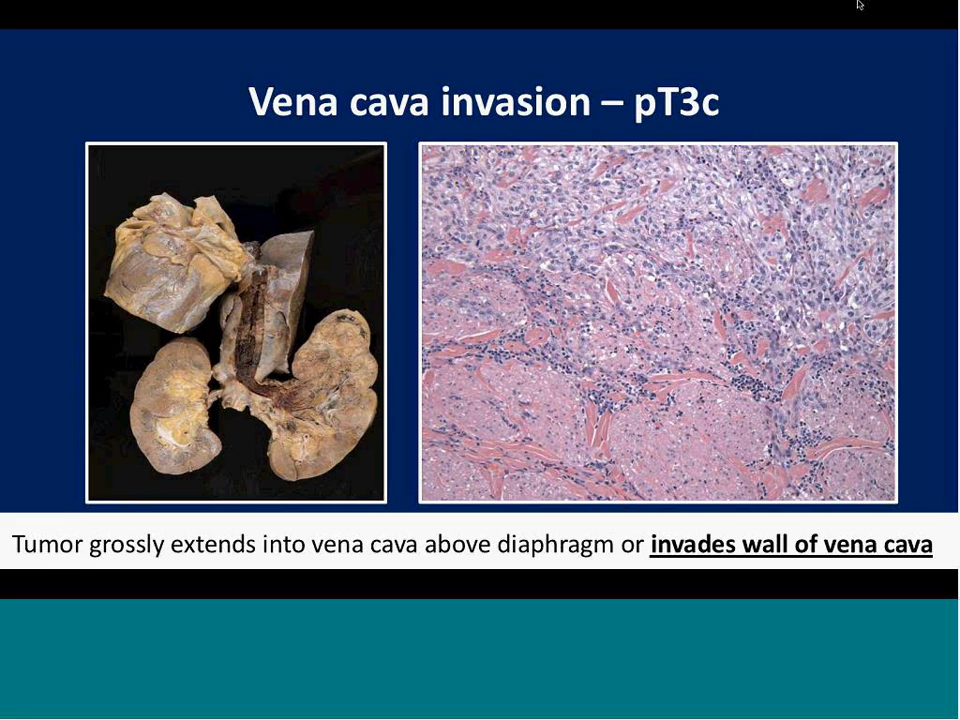 Vena cava invasion – pT3c
Tumor grossly extends into vena cava above diaphragm or invades wall of vena cava